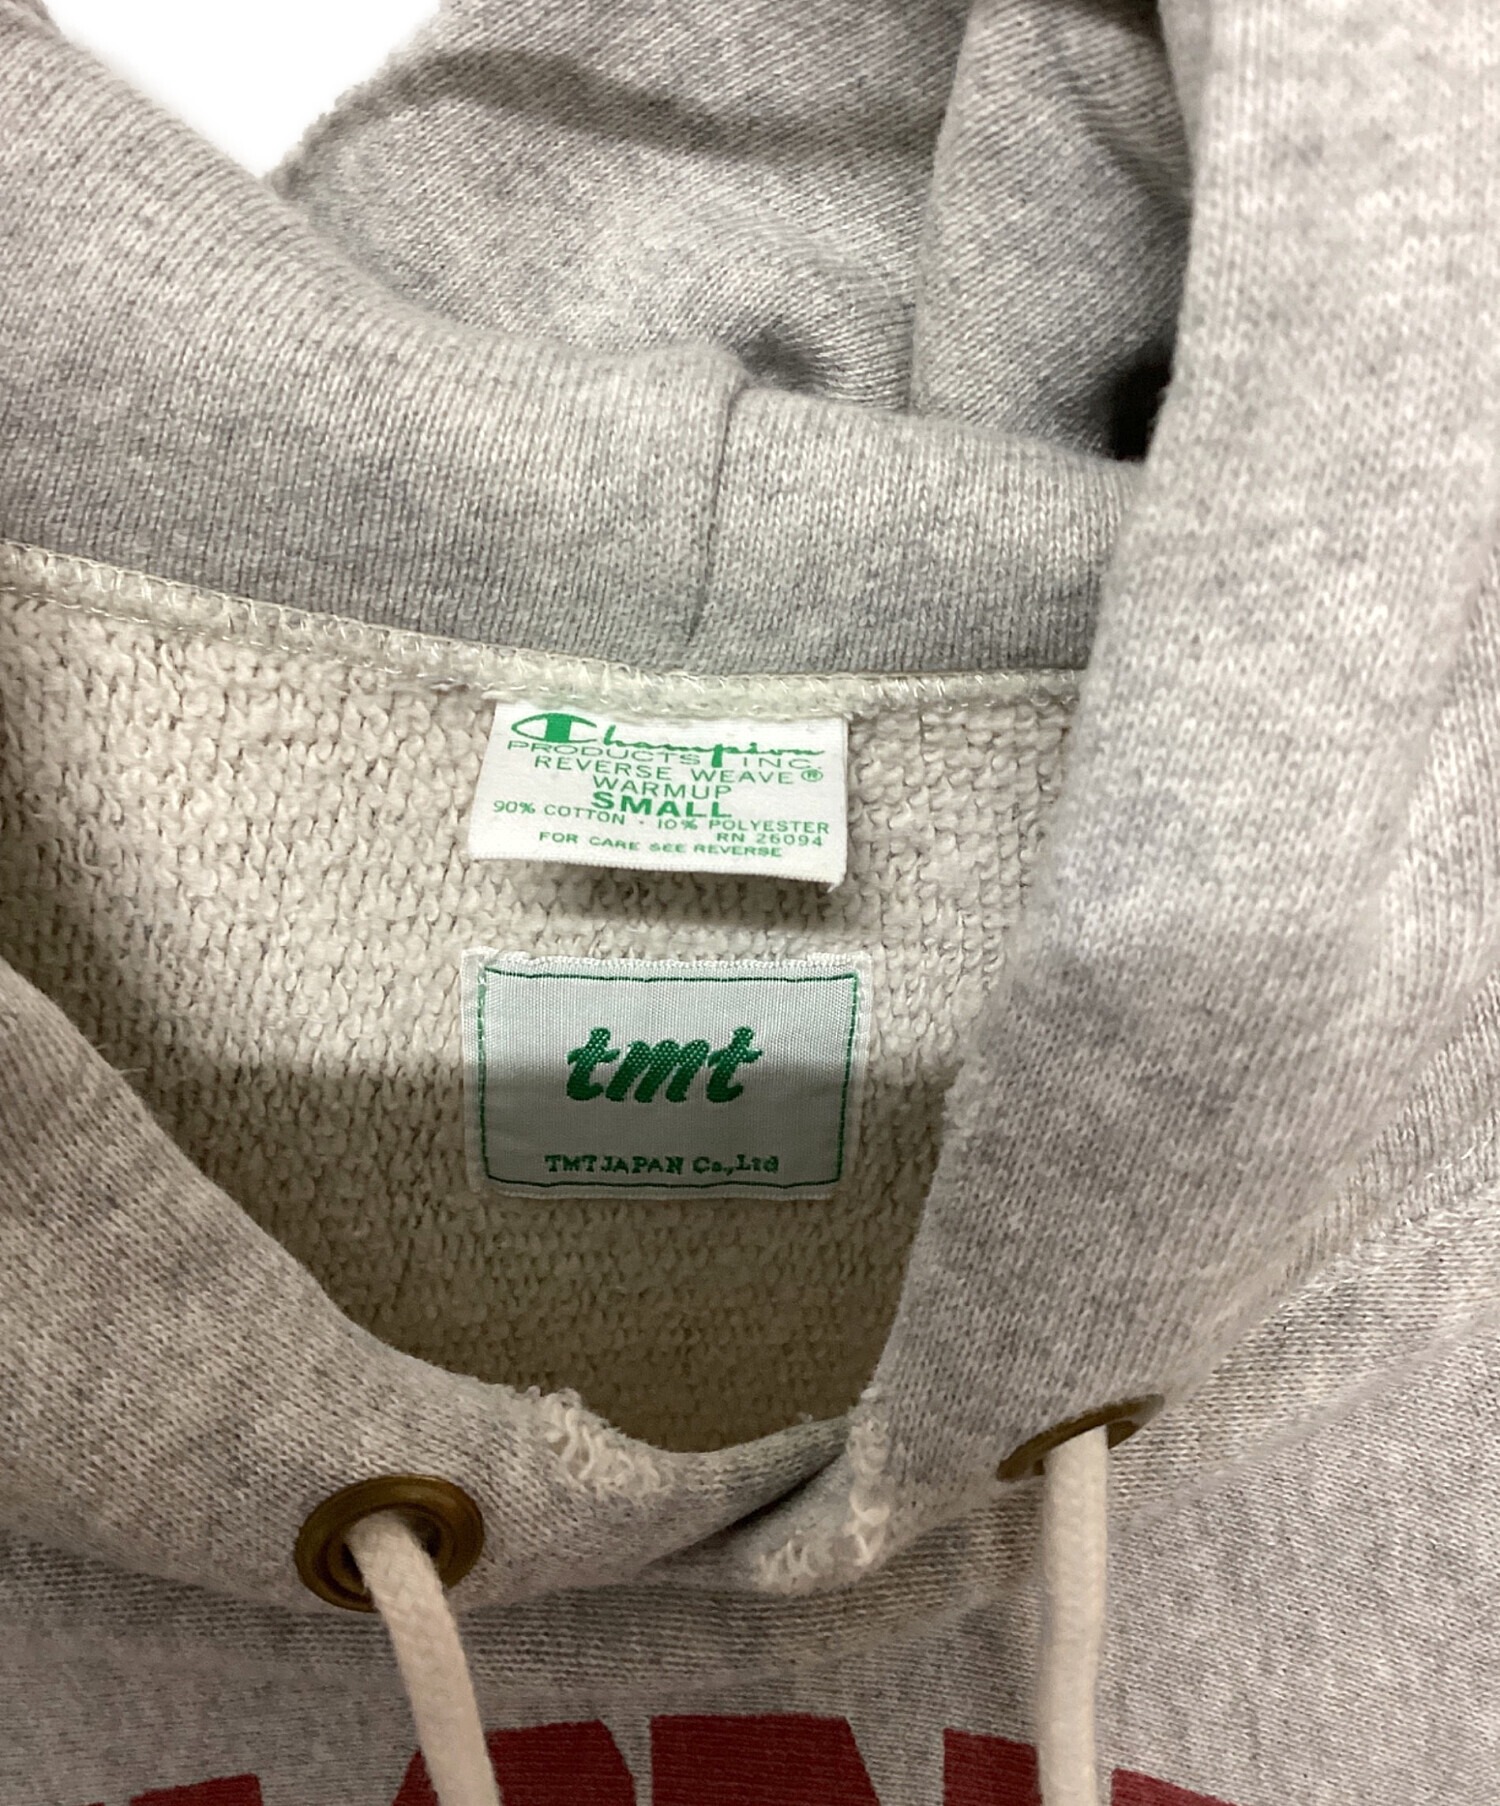 Champion
PRODUCTS INC.
REVERSE WEAVE®
WARMUP
SMALL
90% COTTON · 10% POLYESTER
RN 26094
FOR CARE SEE REVERSE
tmt
TMT JAPAN Co.,Ltd